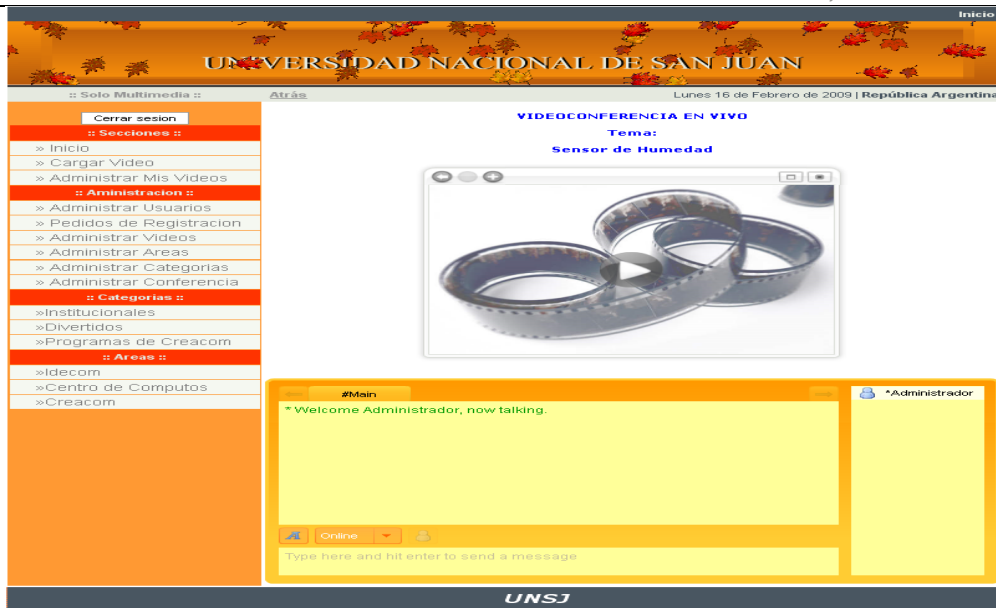 Inicio
UNIVERSIDAD NACIONAL DE SAN JUAN
:: Solo Multimedia :: Atrás Lunes 16 de Febrero de 2009 | República Argentina
Cerrar sesion
:: Secciones ::
» Inicio
» Cargar Video
» Administrar Mis Videos
:: Aministracion ::
» Administrar Usuarios
» Pedidos de Registracion
» Administrar Videos
» Administrar Areas
» Administrar Categorias
» Administrar Conferencia
:: Categorias ::
»Institucionales
»Divertidos
»Programas de Creacom
:: Areas ::
»Idecom
»Centro de Computos
»Creacom
VIDEOCONFERENCIA EN VIVO
Tema:
Sensor de Humedad
#Main
* Welcome Administrador, now talking.
*Administrador
A Online
Type here and hit enter to send a message
UNSJ